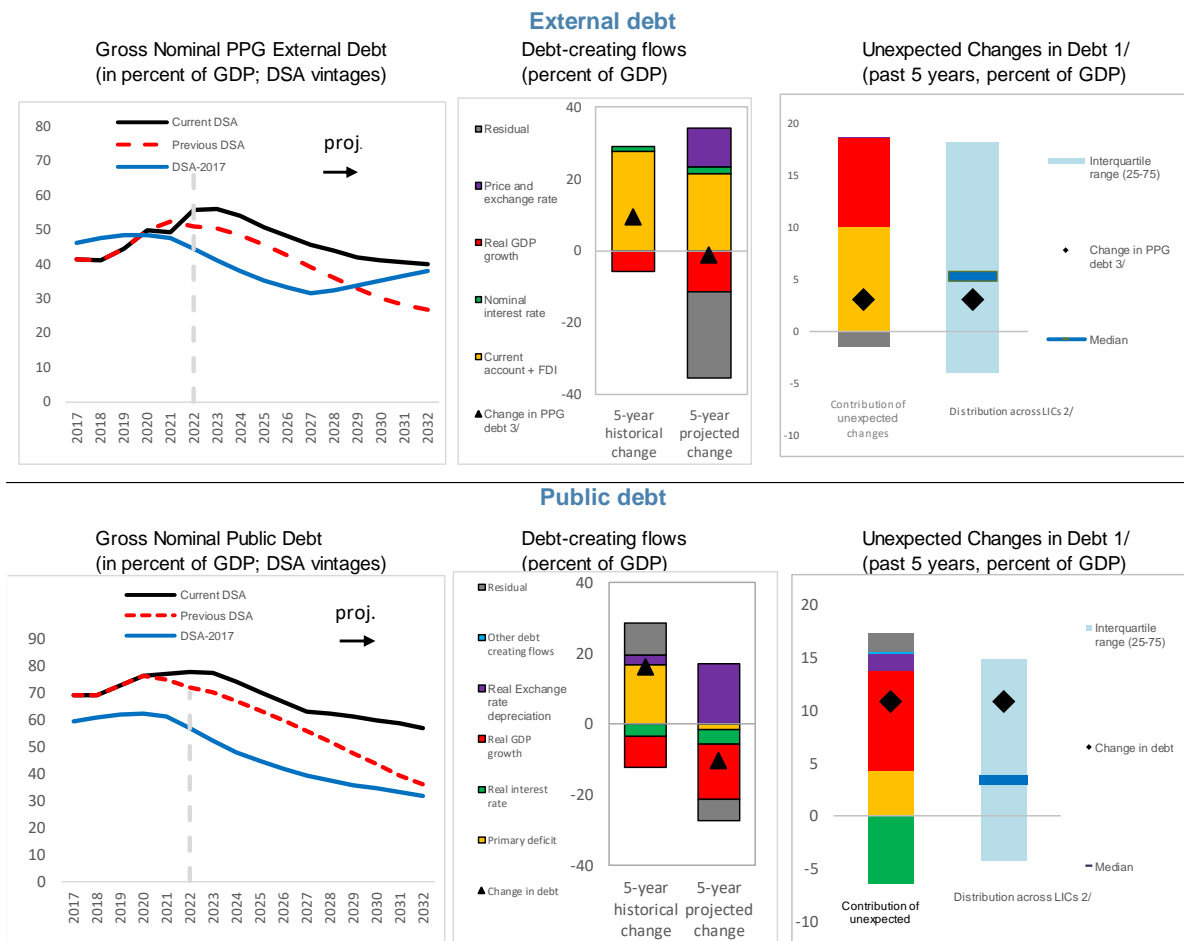 External debt
Gross Nominal PPG External Debt
(in percent of GDP; DSA vintages)
80
70
60
50
40
30
20
10
0
Current DSA
Previous DSA
DSA-2017
proj.
2017
2018
2019
2020
2021
2022
2023
2024
2025
2026
2027
2028
2029
2030
2031
2032
Debt-creating flows
(percent of GDP)
Residual
Price and
exchange rate
Real GDP
growth
Nominal
interest rate
Current
account + FDI
Change in PPG
debt 3/
40
20
0
-20
-40
5-year
historical
change
5-year
projected
change
Unexpected Changes in Debt 1/
(past 5 years, percent of GDP)
20
15
10
5
0
-5
-10
Contribution of
unexpected
changes
Distribution across LICs 2/
Interquartile
range (25-75)
Change in PPG
debt 3/
Median
Public debt
Gross Nominal Public Debt
(in percent of GDP; DSA vintages)
Current DSA
Previous DSA
DSA-2017
proj.
90
80
70
60
50
40
30
20
10
0
2017
2018
2019
2020
2021
2022
2023
2024
2025
2026
2027
2028
2029
2030
2031
2032
Debt-creating flows
(percent of GDP)
Residual
Other debt
creating flows
Real Exchange
rate
depreciation
Real GDP
growth
Real interest
rate
Primary deficit
Change in debt
40
20
0
-20
-40
5-year
historical
change
5-year
projected
change
Unexpected Changes in Debt 1/
(past 5 years, percent of GDP)
20
15
10
5
0
-5
-10
Contribution of
unexpected
Distribution across LICs 2/
Interquartile
range (25-75)
Change in debt
Median